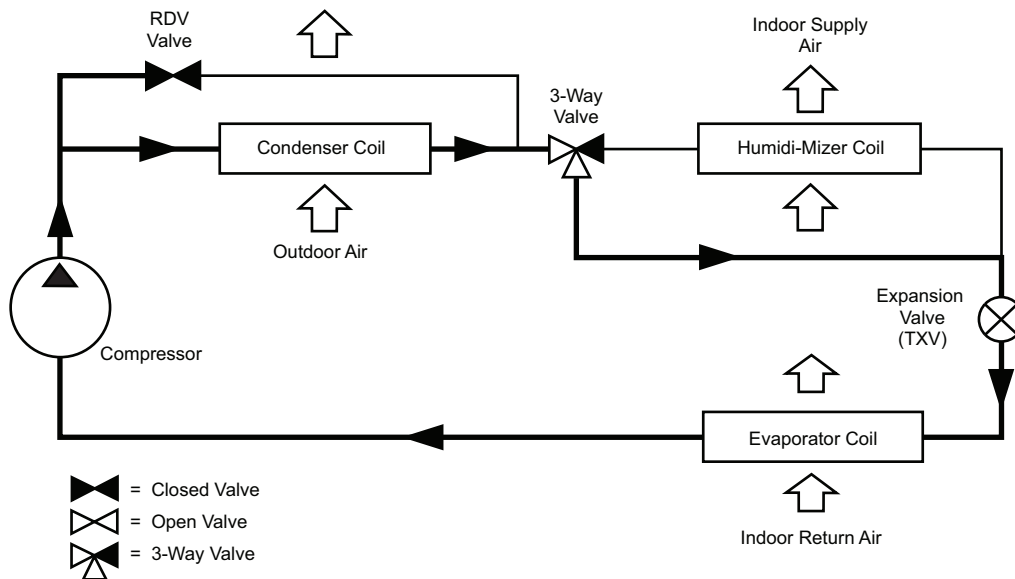 RDV
Valve
Indoor Supply
Air
3-Way
Valve
Condenser Coil
Humidi-Mizer Coil
Outdoor Air
Expansion
Valve
(TXV)
Compressor
Evaporator Coil
= Closed Valve
= Open Valve
Indoor Return Air
= 3-Way Valve